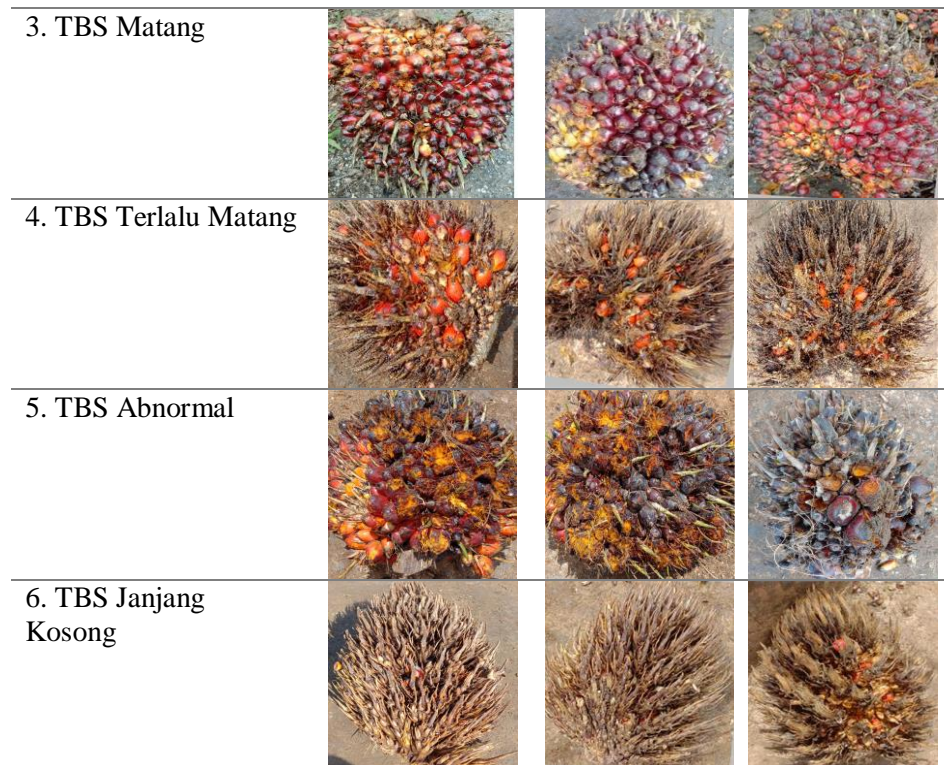 3. TBS Matang
4. TBS Terlalu Matang
5. TBS Abnormal
6. TBS Janjang
Kosong